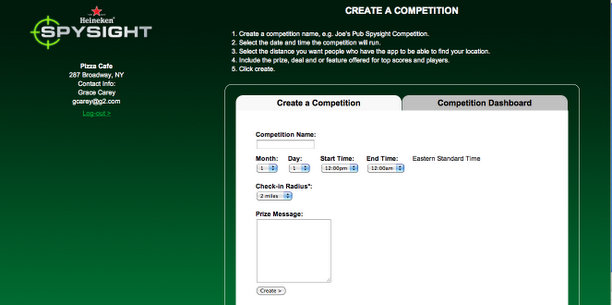 Heineken
SPYSIGHT
Pizza Cafe
287 Broadway, NY
Contact Info:
Grace Carey
gcarey@g2.com
Log-out >
CREATE A COMPETITION
1. Create a competition name, e.g. Joe's Pub Spysight Competition.
2. Select the date and time the competition will run.
3. Select the distance you want people who have the app to be able to find your location.
4. Include the prize, deal and or feature offered for top scores and players.
5. Click create.
Create a Competition
Competition Dashboard
Competition Name:
Month: Day: Start Time: End Time: Eastern Standard Time
1 1 12:00pm 12:00am
Check-in Radius*:
2 miles
Prize Message:
Create >